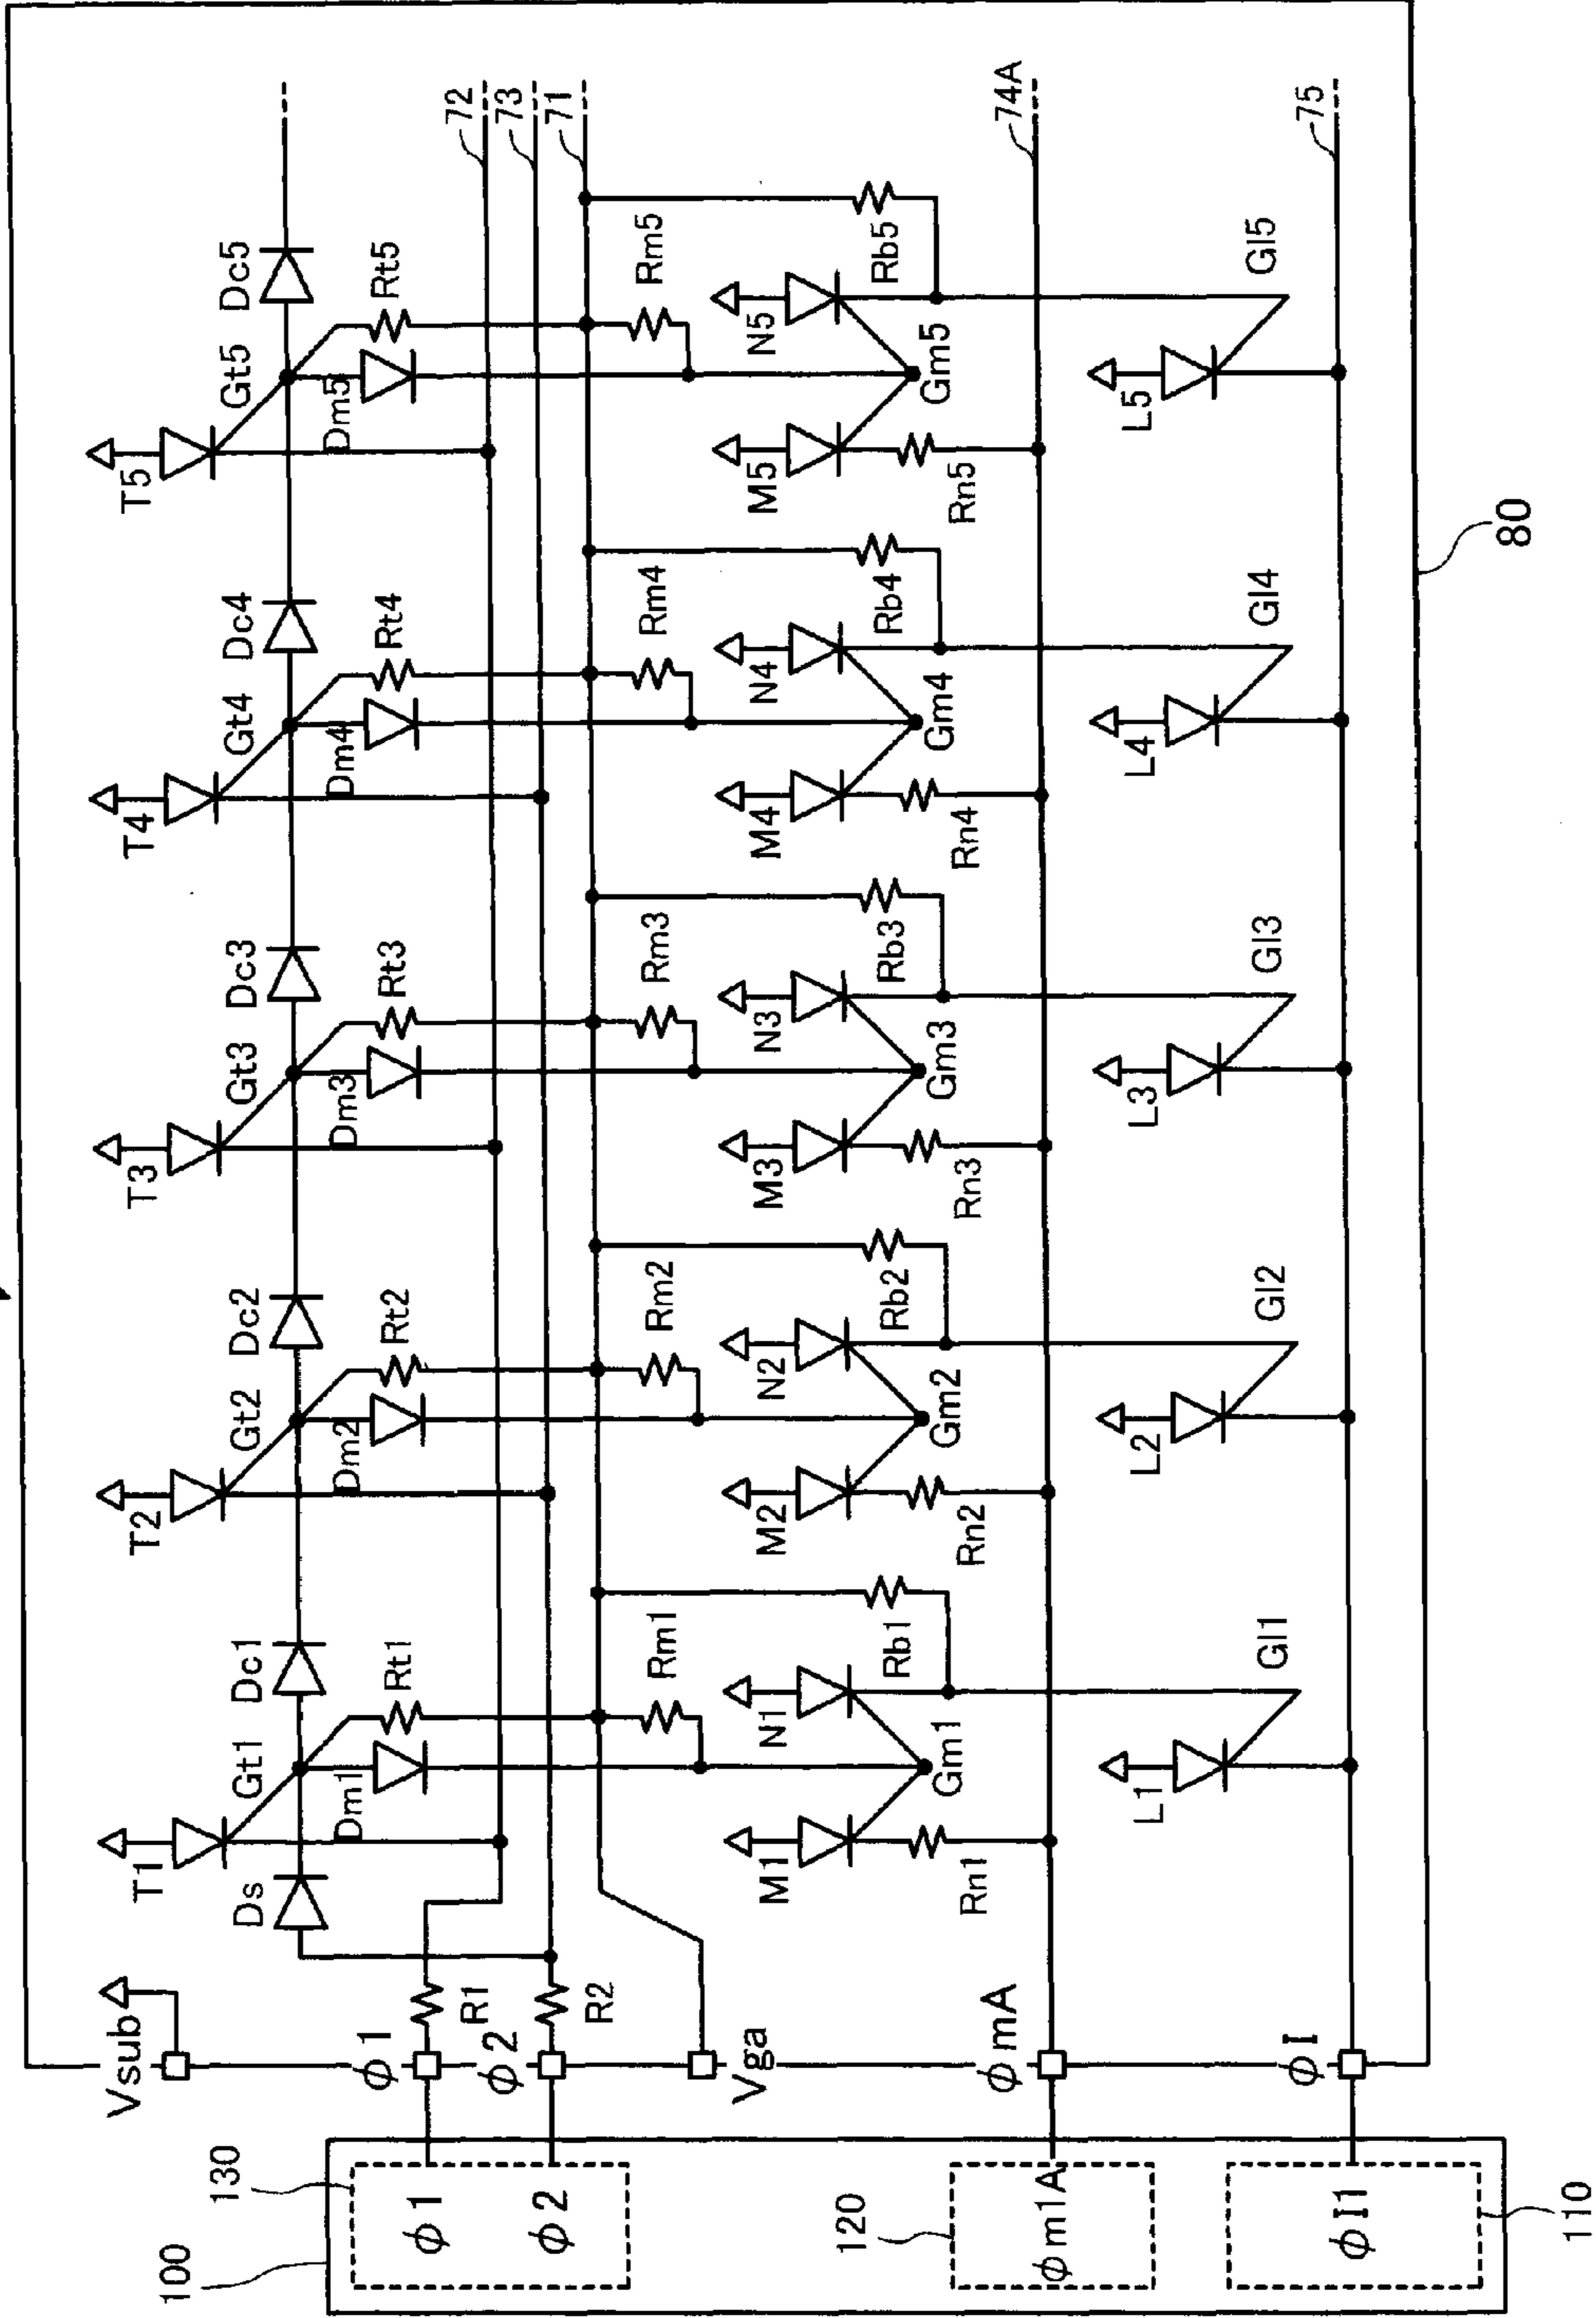 T1
T2
T3
T4
T5
Vsub
Ds
Gt1
Dc1
Gt2
Dc2
Gt3
Dc3
Gt4
Dc4
Gt5
Dc5
Dm1
Rt1
Dm2
Rt2
Dm3
Rt3
Dm4
Rt4
Dm5
Rt5
130
100
φ1
φ1
R1
72
φ2
φ2
R2
73
71
Vga
Rm1
Rm2
Rm3
Rm4
Rm5
M1
N1
M2
N2
M3
N3
M4
N4
M5
N5
Rb1
Rb2
Rb3
Rb4
Rb5
Gm1
Gm2
Gm3
Gm4
Gm5
Rn1
Rn2
Rn3
Rn4
Rn5
120
φm1A
φmA
74A
L1
Gl1
L2
Gl2
L3
Gl3
L4
Gl4
L5
Gl5
φI1
φI
75
110
80